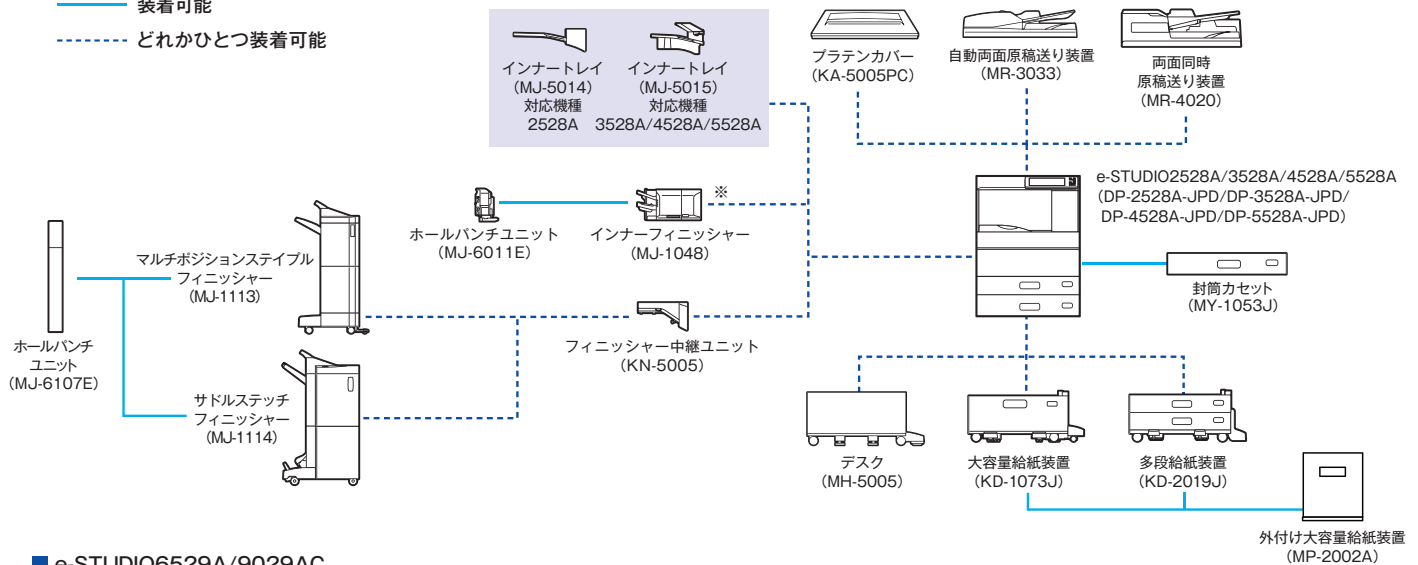 装着可能
どれかひとつ装着可能
インナートレイ
(MJ-5014)
対応機種
2528A
インナートレイ
(MJ-5015)
対応機種
3528A/4528A/5528A
プラテンカバー
(KA-5005PC)
自動両面原稿送り装置
(MR-3033)
両面同時
原稿送り装置
(MR-4020)
e-STUDIO2528A/3528A/4528A/5528A
(DP-2528A-JPD/DP-3528A-JPD/
DP-4528A-JPD/DP-5528A-JPD)
ホールパンチユニット
(MJ-6011E)
※
インナーフィニッシャー
(MJ-1048)
封筒カセット
(MY-1053J)
マルチポジションステイプル
フィニッシャー
(MJ-1113)
ホールパンチ
ユニット
(MJ-6107E)
フィニッシャー中継ユニット
(KN-5005)
サドルステッチ
フィニッシャー
(MJ-1114)
デスク
(MH-5005)
大容量給紙装置
(KD-1073J)
多段給紙装置
(KD-2019J)
外付け大容量給紙装置
(MP-2002A)
■ e-STUDIO6529A/9029AC